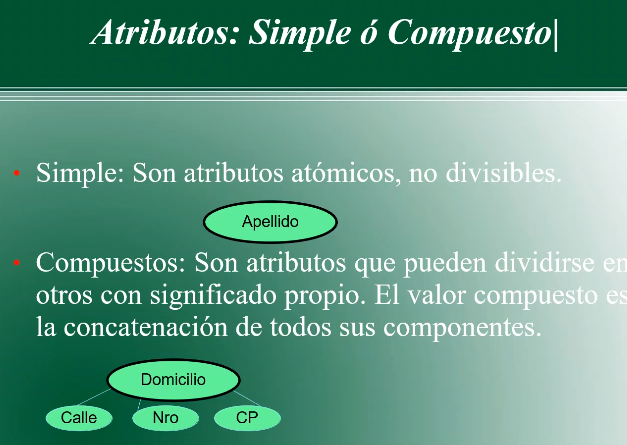 Atributos: Simple ó Compuesto
• Simple: Son atributos atómicos, no divisibles.
Apellido
• Compuestos: Son atributos que pueden dividirse en
otros con significado propio. El valor compuesto es
la concatenación de todos sus componentes.
Domicilio
Calle Nro CP